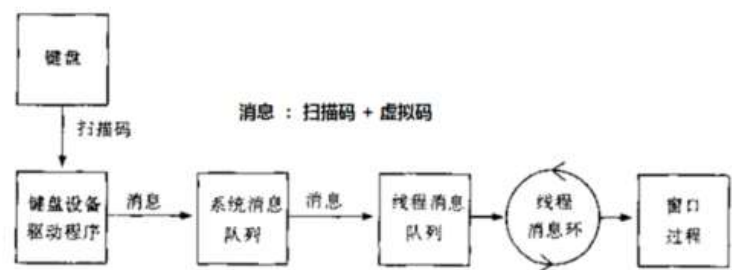 键盘
消息 : 扫描码 + 虚拟码
扫描码
键盘设备
驱动程序
消息
系统消息
队列
消息
线程消息
队列
线程
消息环
窗口
过程